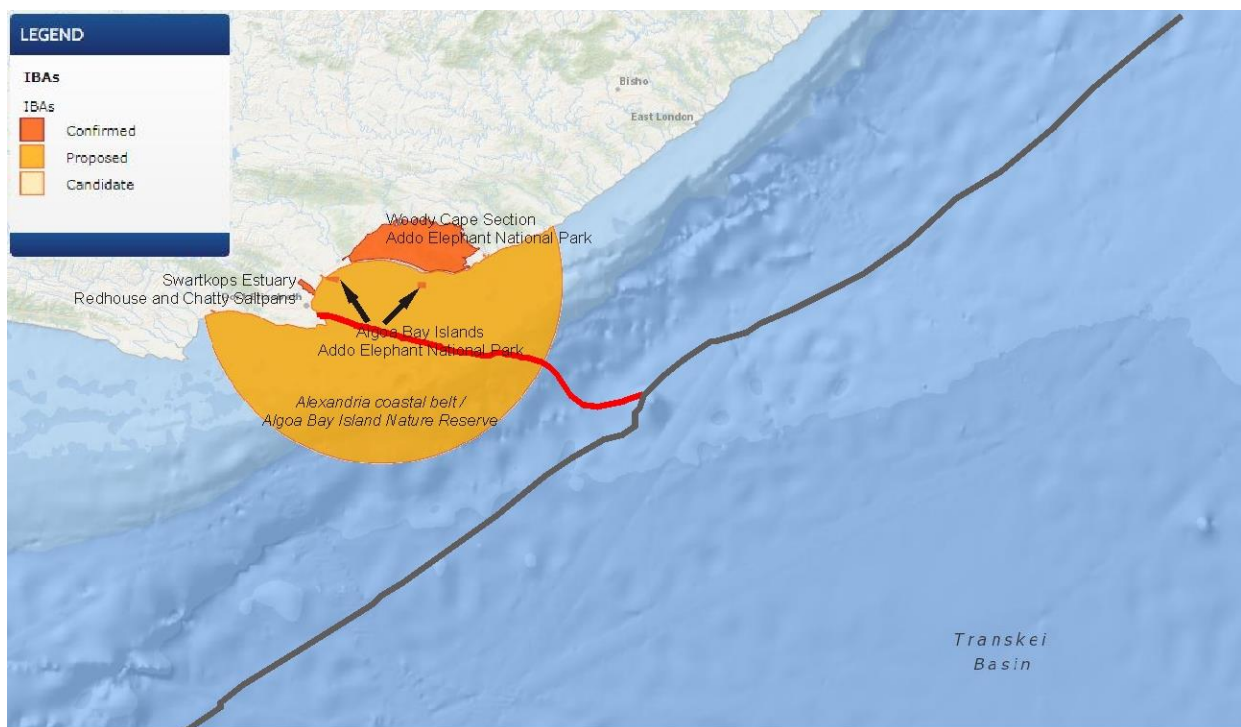 LEGEND
IBAs
IBAs
Confirmed
Proposed
Candidate
Bisho
East London
Woody Cape Section
Addo Elephant National Park
Swartkops Estuary
Redhouse and Chatty Saltpans
Algoa Bay Islands
Addo Elephant National Park
Alexandria coastal belt /
Algoa Bay Island Nature Reserve
Transkei
Basin